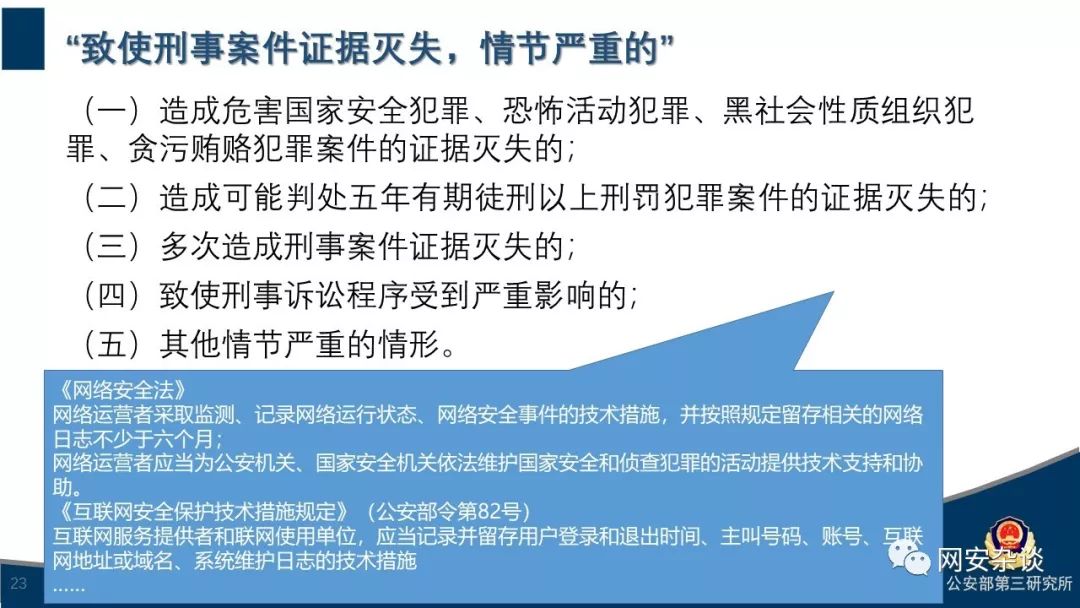 “致使刑事案件证据灭失，情节严重的”
（一）造成危害国家安全犯罪、恐怖活动犯罪、黑社会性质组织犯
罪、贪污贿赂犯罪案件的证据灭失的；
（二）造成可能判处五年有期徒刑以上刑罚犯罪案件的证据灭失的；
（三）多次造成刑事案件证据灭失的；
（四）致使刑事诉讼程序受到严重影响的；
（五）其他情节严重的情形。
《网络安全法》
网络运营者采取监测、记录网络运行状态、网络安全事件的技术措施，并按照规定留存相关的网络
日志不少于六个月；
网络运营者应当为公安机关、国家安全机关依法维护国家安全和侦查犯罪的活动提供技术支持和协
助。
《互联网安全保护技术措施规定》（公安部令第82号）
互联网服务提供者和联网使用单位，应当记录并留存用户登录和退出时间、主叫号码、账号、互联
网地址或域名、系统维护日志的技术措施
……
23
网安杂谈
公安部第三研究所